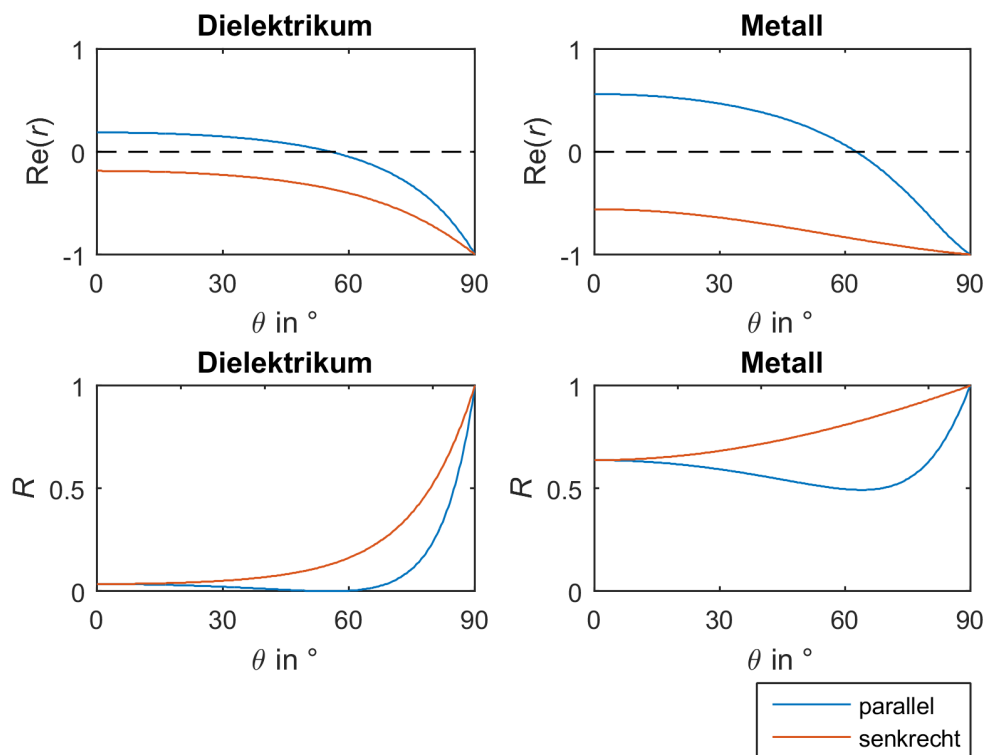 Dielektrikum
1
0
-1
Re(r)
0 30 60 90
θ in °
Metall
1
0
-1
Re(r)
0 30 60 90
θ in °
Dielektrikum
1
0.5
0
R
0 30 60 90
θ in °
Metall
1
0.5
0
R
0 30 60 90
θ in °
parallel
senkrecht